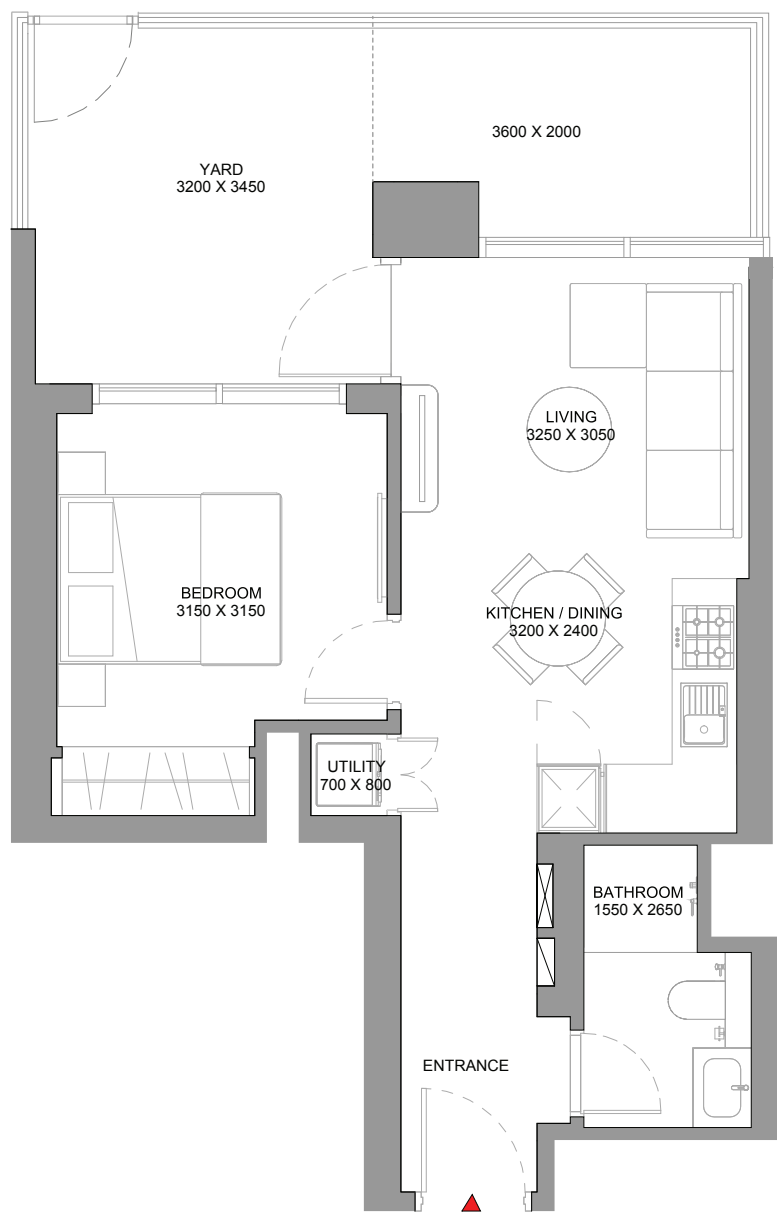 3600 X 2000
YARD
3200 X 3450
LIVING
3250 X 3050
BEDROOM
3150 X 3150
KITCHEN / DINING
3200 X 2400
UTILITY
700 X 800
BATHROOM
1550 X 2650
ENTRANCE